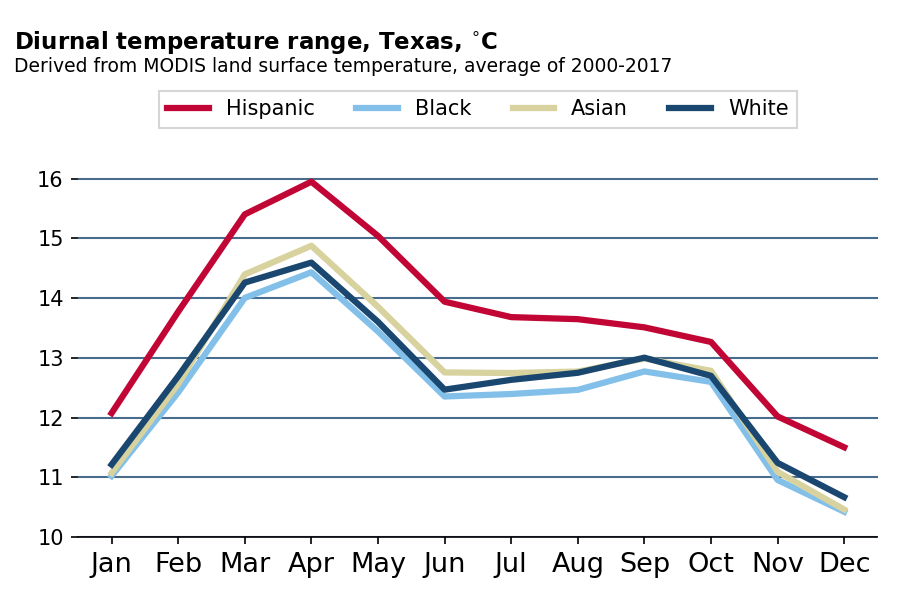 Diurnal temperature range, Texas, °C
Derived from MODIS land surface temperature, average of 2000-2017
Hispanic Black Asian White
16
15
14
13
12
11
10
Jan Feb Mar Apr May Jun Jul Aug Sep Oct Nov Dec